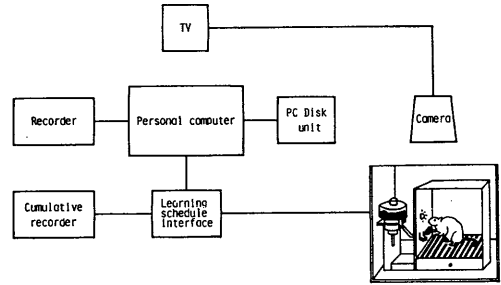 TV
Recorder
Personal computer
PC Disk
unit
Camera
Cumulative
recorder
Learning
schedule
interface